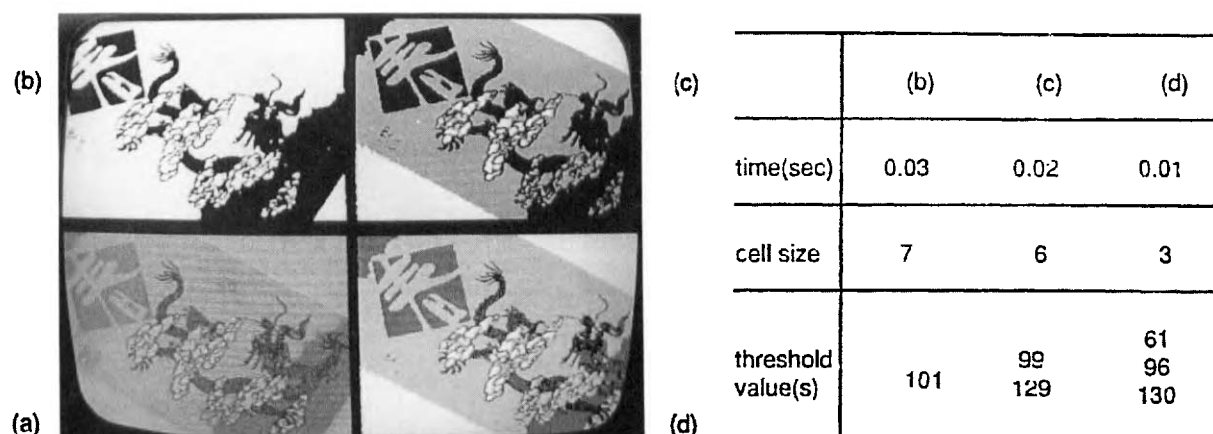 (b)
(c)
(a)
(d)
(b) (c) (d)
time(sec) 0.03 0.02 0.01
cell size 7 6 3
threshold value(s) 101 99 129 61 96 130